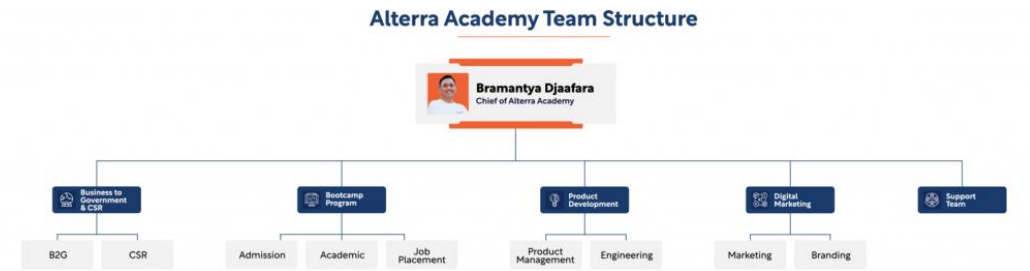 Alterra Academy Team Structure
Bramantya Djaafara
Chief of Alterra Academy
Business to
Government
& CSR
Bootcamp
Program
Product
Development
Digital
Marketing
Support
Team
B2G
CSR
Admission
Academic
Job
Placement
Product
Management
Engineering
Marketing
Branding